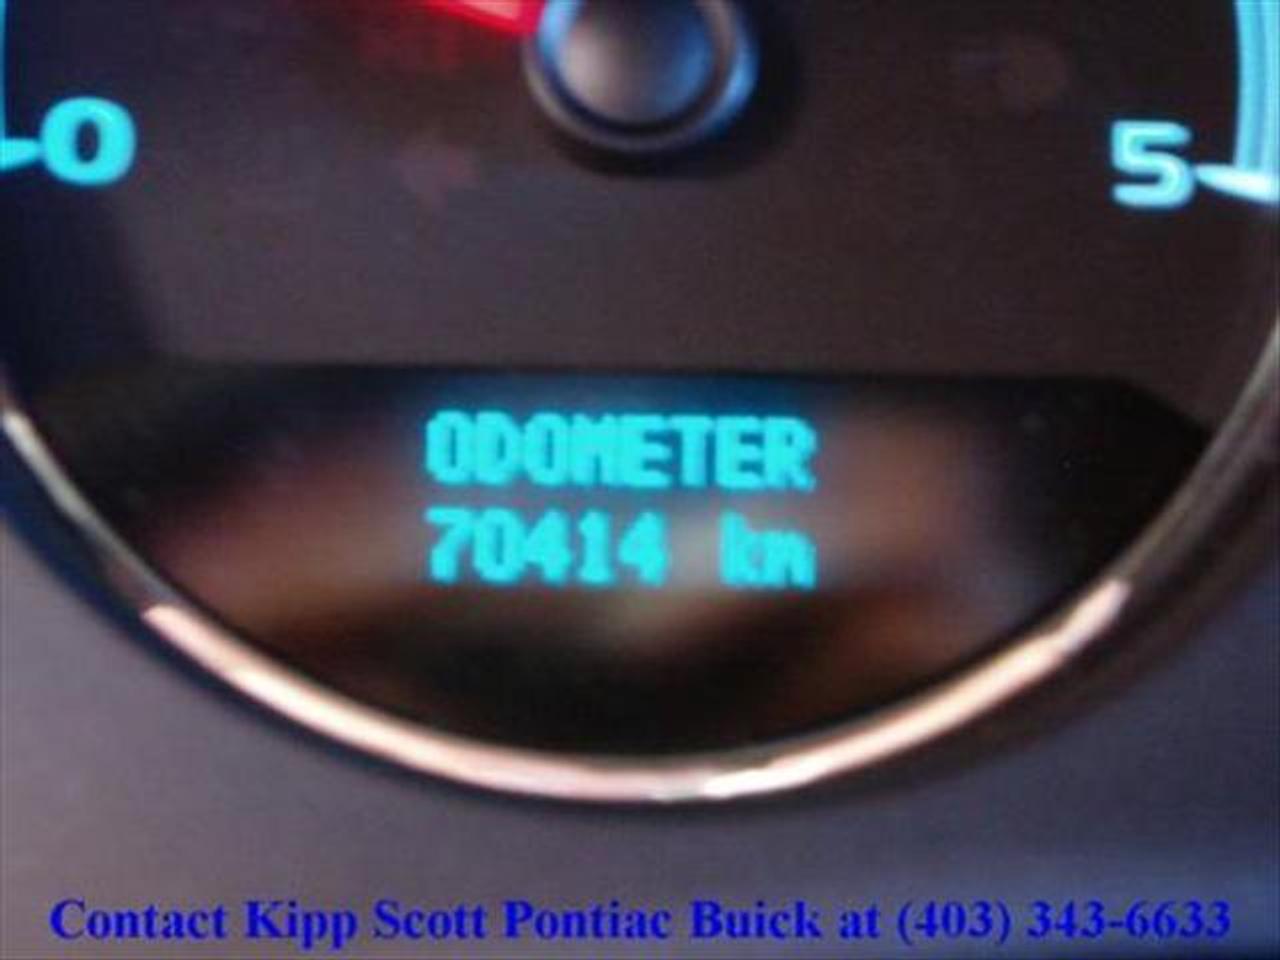 0
5
ODOMETER
70414 km
Contact Kipp Scott Pontiac Buick at (403) 343-6633